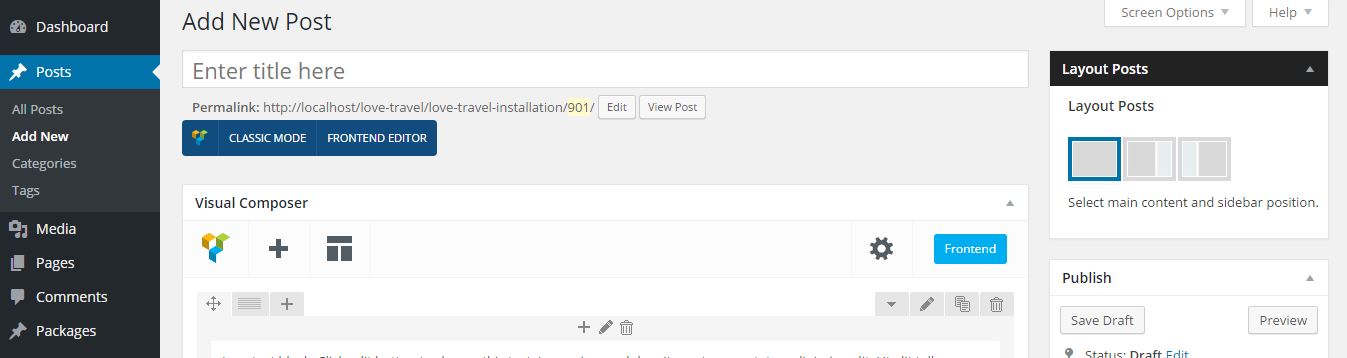 Dashboard
Posts
All Posts
Add New
Categories
Tags
Media
Pages
Comments
Packages
Screen Options
Help
Add New Post
Enter title here
Permalink: http://localhost/love-travel/love-travel-installation/901/ Edit View Post
CLASSIC MODE FRONTEND EDITOR
Visual Composer
Frontend
Layout Posts
Layout Posts
Select main content and sidebar position.
Publish
Save Draft Preview
Status: Draft Edit